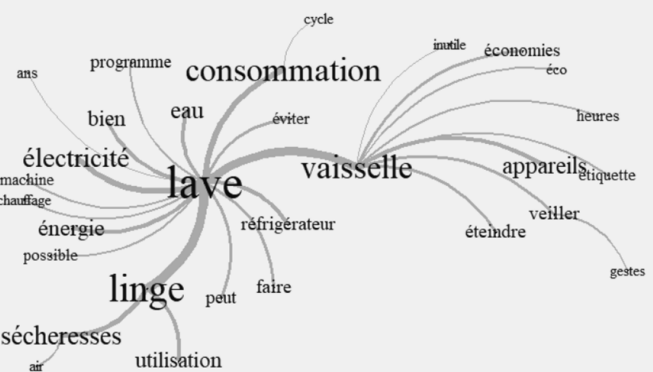 cycle
inutile
économies
programme
consommation
éco
ans
eau
éviter
heures
bien
électricité
vaisselle
appareils
étiquette
machine
lave
chauffage
veiller
énergie
réfrigérateur
éteindre
possible
gestes
linge
peut
faire
sécheresses
utilisation
air